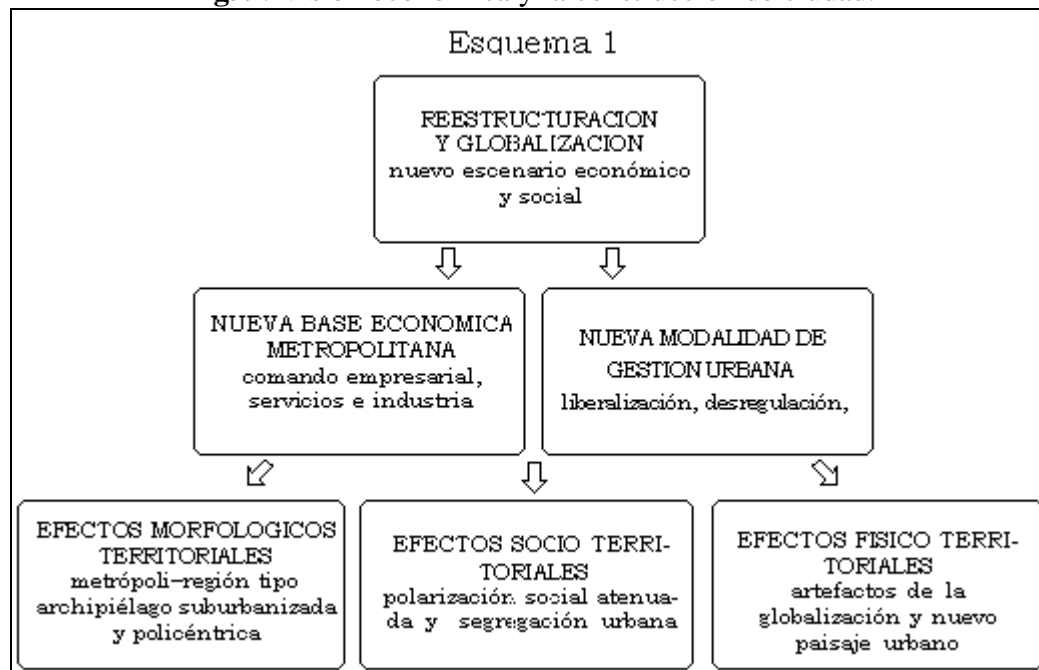 Esquema 1
REESTRUCTURACION
Y GLOBALIZACION
nuevo escenario económico
y social
NUEVA BASE ECONOMICA
METROPOLITANA
comando empresarial,
servicios e industria
NUEVA MODALIDAD DE
GESTION URBANA
liberalización, desregulación,
EFECTOS MORFOLOGICOS
TERRITORIALES
metrópoli-región tipo
archipiélago suburbanizada
y policéntrica
EFECTOS SOCIO TERRI-
TORIALES
polarización social atenua-
da y segregación urbana
EFECTOS FISICO TERRI-
TORIALES
artefactos de la
globalización y nuevo
paisaje urbano